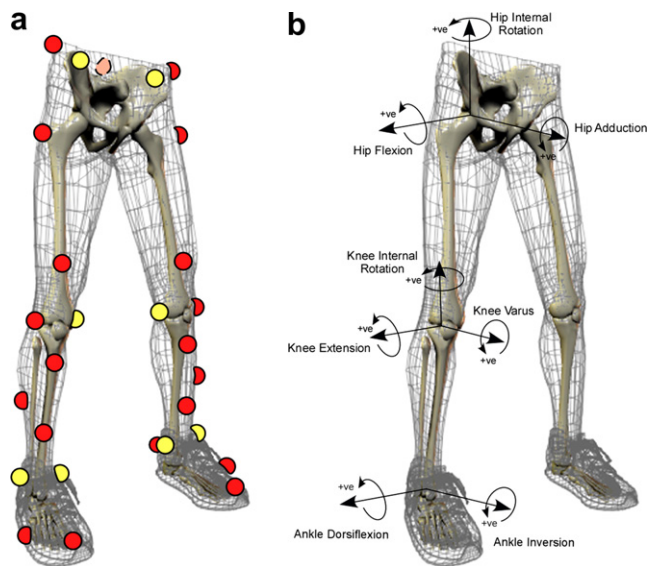 a
b
Hip Internal
Rotation
+ve
+ve
Hip Flexion
Hip Adduction
+ve
Knee Internal
Rotation
+ve
Knee Varus
+ve
Knee Extension
+ve
+ve
Ankle Dorsiflexion
+ve
Ankle Inversion